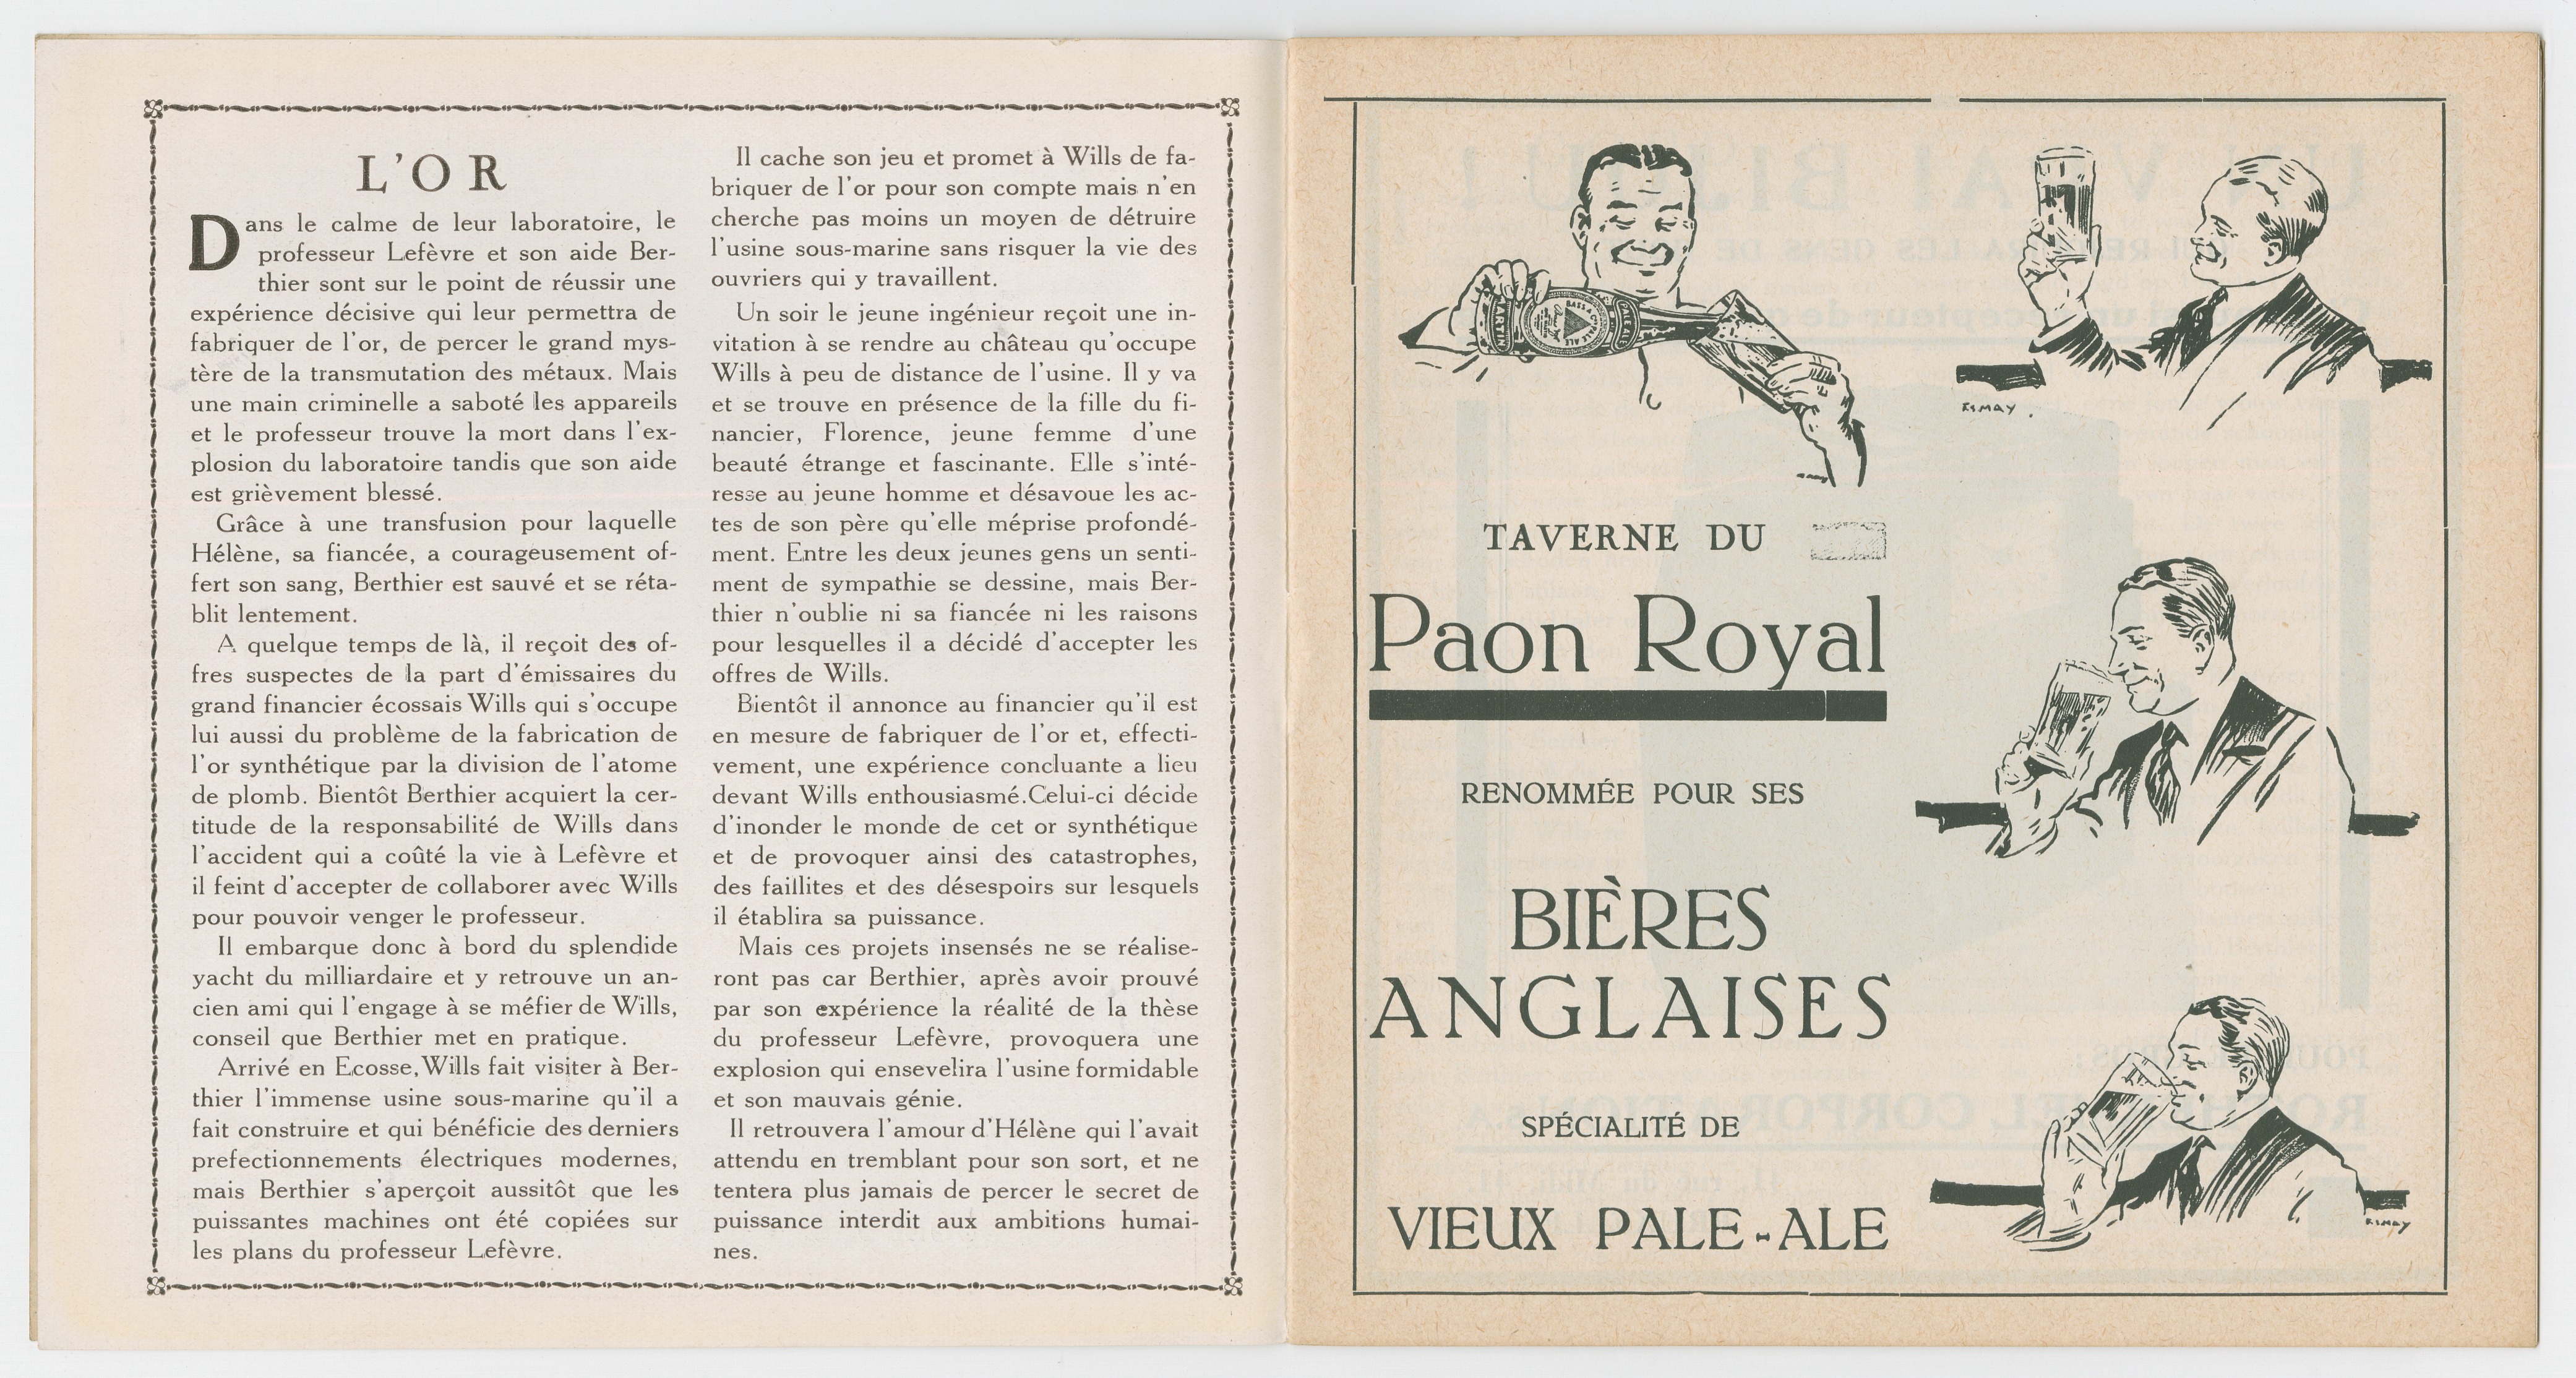 L'OR
Dans le calme de leur laboratoire, le
professeur Lefèvre et son aide Ber-
thier sont sur le point de réussir une
expérience décisive qui leur permettra de
fabriquer de l'or, de percer le grand mys-
tère de la transmutation des métaux. Mais
une main criminelle a saboté les appareils
et le professeur trouve la mort dans l'ex-
plosion du laboratoire tandis que son aide
est grièvement blessé.
Grâce à une transfusion pour laquelle
Hélène, sa fiancée, a courageusement of-
fert son sang, Berthier est sauvé et se réta-
blit lentement.
A quelque temps de là, il reçoit des of-
fres suspectes de la part d'émissaires du
grand financier écossais Wills qui s'occupe
lui aussi du problème de la fabrication de
l'or synthétique par la division de l'atome
de plomb. Bientôt Berthier acquiert la cer-
titude de la responsabilité de Wills dans
l'accident qui a coûté la vie à Lefèvre et
il feint d'accepter de collaborer avec Wills
pour pouvoir venger le professeur.
Il embarque donc à bord du splendide
yacht du milliardaire et y retrouve un an-
cien ami qui l'engage à se méfier de Wills,
conseil que Berthier met en pratique.
Arrivé en Ecosse, Wills fait visiter à Ber-
thier l'immense usine sous-marine qu'il a
fait construire et qui bénéficie des derniers
prefectionnements électriques modernes,
mais Berthier s'aperçoit aussitôt que les
puissantes machines ont été copiées sur
les plans du professeur Lefèvre.
Il cache son jeu et promet à Wills de fa-
briquer de l'or pour son compte mais n'en
cherche pas moins un moyen de détruire
l'usine sous-marine sans risquer la vie des
ouvriers qui y travaillent.
Un soir le jeune ingénieur reçoit une in-
vitation à se rendre au château qu'occupe
Wills à peu de distance de l'usine. Il y va
et se trouve en présence de la fille du fi-
nancier, Florence, jeune femme d'une
beauté étrange et fascinante. Elle s'inté-
resse au jeune homme et désavoue les ac-
tes de son père qu'elle méprise profondé-
ment. Entre les deux jeunes gens un senti-
ment de sympathie se dessine, mais Ber-
thier n'oublie ni sa fiancée ni les raisons
pour lesquelles il a décidé d'accepter les
offres de Wills.
Bientôt il annonce au financier qu'il est
en mesure de fabriquer de l'or et, effecti-
vement, une expérience concluante a lieu
devant Wills enthousiasmé.Celui-ci décide
d'inonder le monde de cet or synthétique
et de provoquer ainsi des catastrophes,
des faillites et des désespoirs sur lesquels
il établira sa puissance.
Mais ces projets insensés ne se réalise-
ront pas car Berthier, après avoir prouvé
par son expérience la réalité de la thèse
du professeur Lefèvre, provoquera une
explosion qui ensevelira l'usine formidable
et son mauvais génie.
Il retrouvera l'amour d'Hélène qui l'avait
attendu en tremblant pour son sort, et ne
tentera plus jamais de percer le secret de
puissance interdit aux ambitions humai-
nes.
MARTIN
BASS & Co's
PALE ALE
PALE ALE
TAVERNE DU
Paon Royal
RENOMMÉE POUR SES
BIÈRES
ANGLAISES
SPÉCIALITÉ DE
VIEUX PALE-ALE